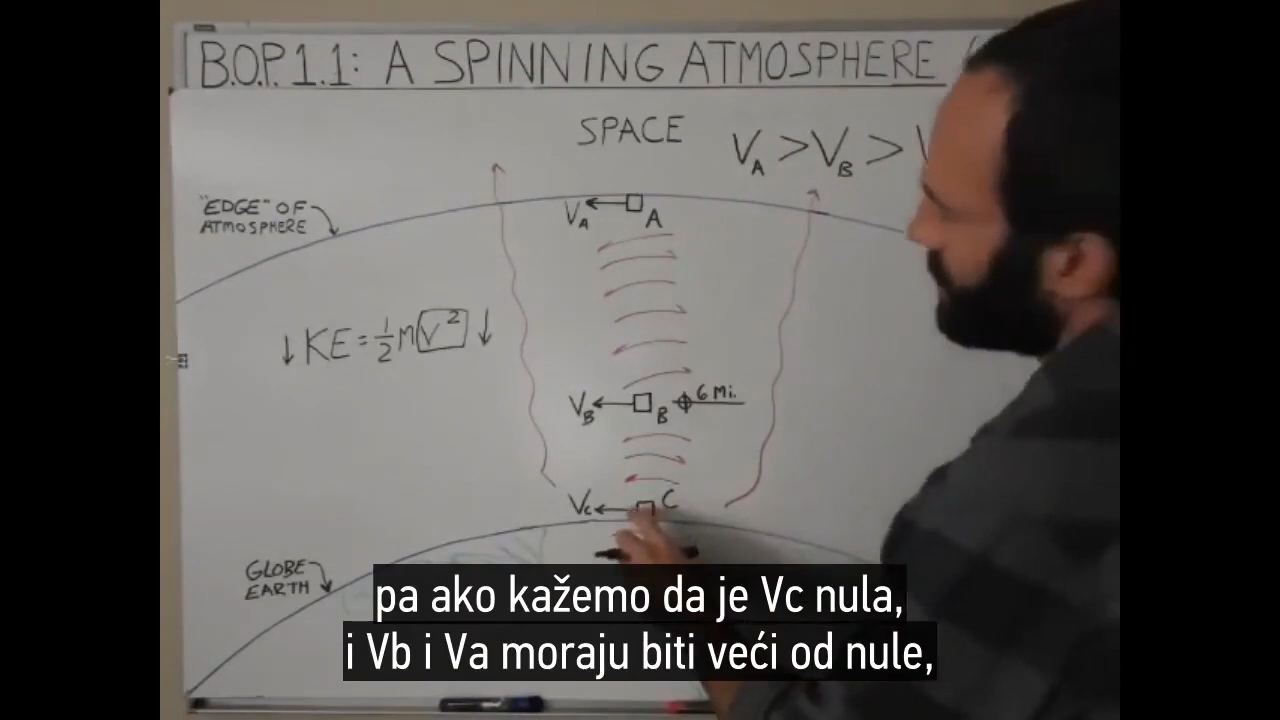 B.O.P. 1.1: A SPINNING ATMOSPHERE
SPACE
VA > VB > V
"EDGE" OF
ATMOSPHERE
VA
A
↓ KE = 1/2 M V² ↓
VB
B
6 Mi.
VC
C
GLOBE
EARTH
pa ako kažemo da je Vc nula,
i Vb i Va moraju biti veći od nule,